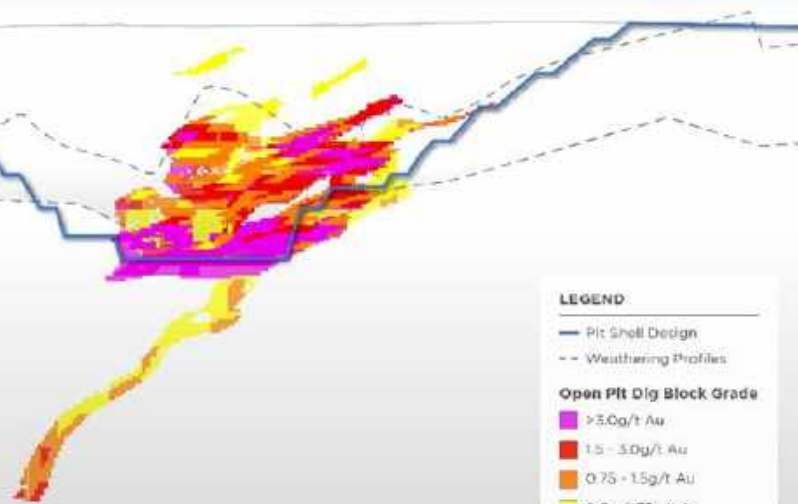 LEGEND
Pit Shell Design
Weathering Profiles
Open Pit Dig Block Grade
>3.0g/t Au
1.5 - 3.0g/t Au
0.75 - 1.5g/t Au